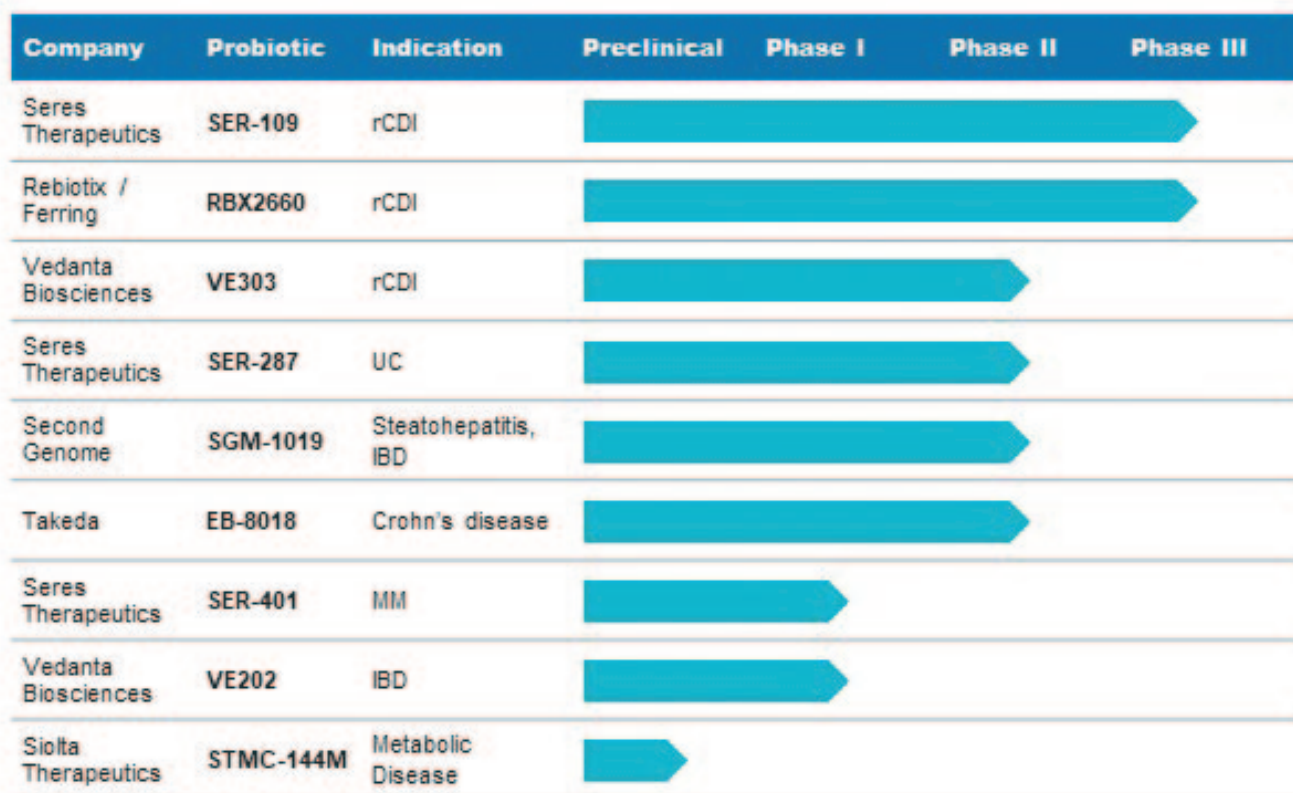 Company Probiotic Indication Preclinical Phase I Phase II Phase III
Seres
Therapeutics SER-109 rCDI
Rebiotix /
Ferring RBX2660 rCDI
Vedanta
Biosciences VE303 rCDI
Seres
Therapeutics SER-287 UC
Second
Genome SGM-1019 Steatohepatitis,
IBD
Takeda EB-8018 Crohn's disease
Seres
Therapeutics SER-401 MM
Vedanta
Biosciences VE202 IBD
Siolta
Therapeutics STMC-144M Metabolic
Disease